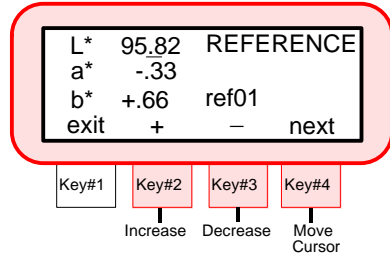 L* 95.82 REFERENCE
a* -.33
b* +.66 ref01
exit + − next
Key#1 Key#2 Key#3 Key#4
Increase Decrease Move
Cursor